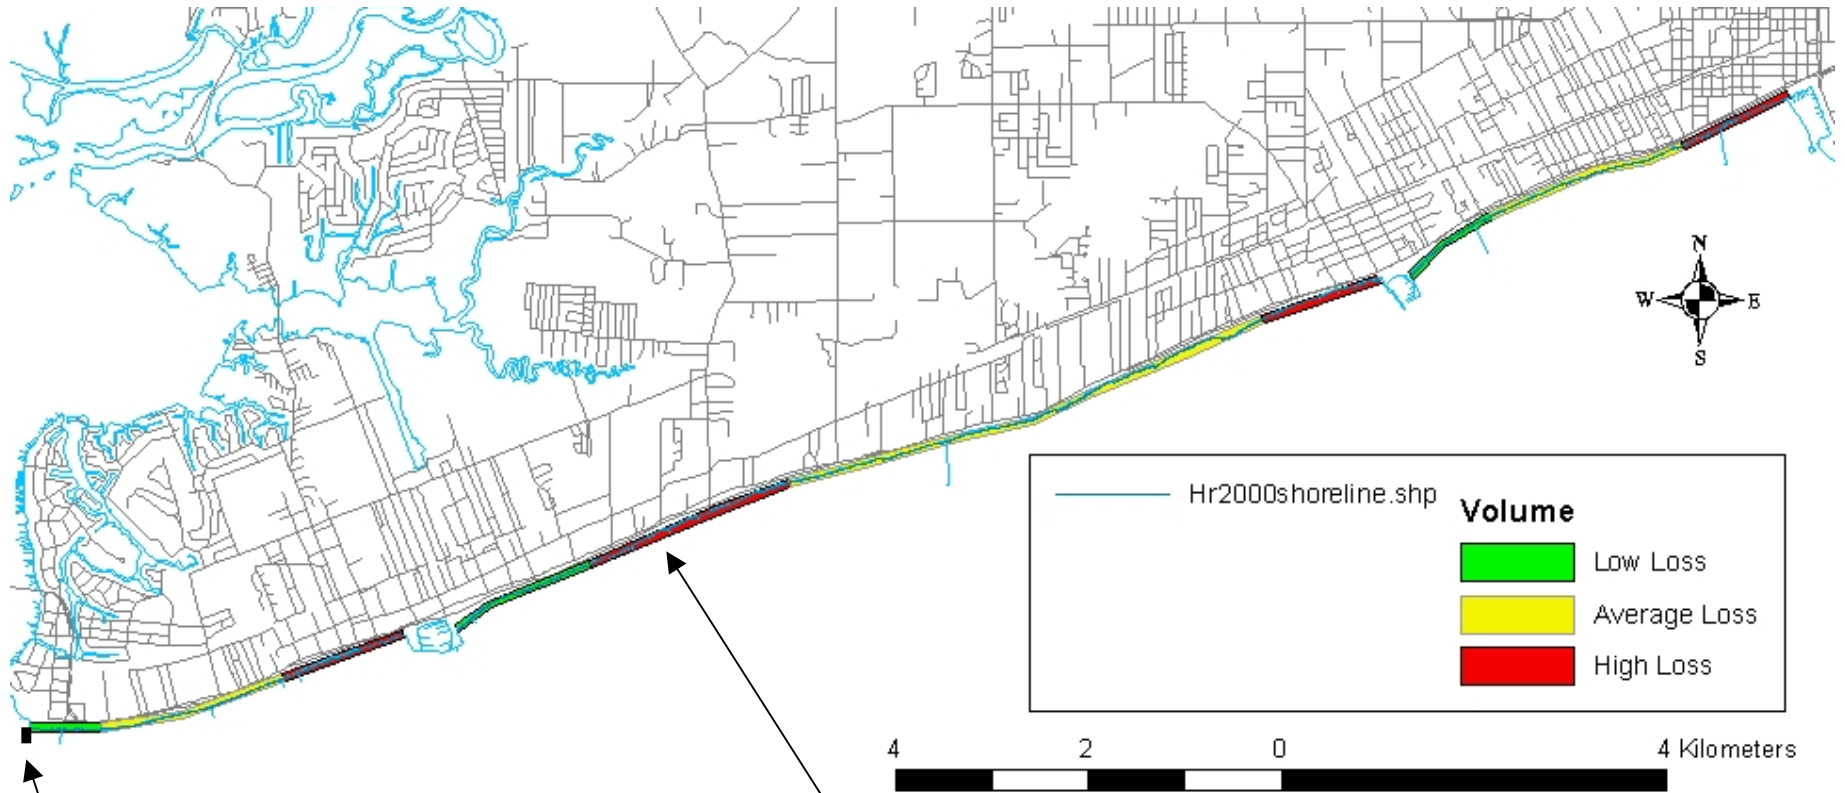 N
W E
S
Hr2000shoreline.shp
Volume
Low Loss
Average Loss
High Loss
4 2 0 4 Kilometers